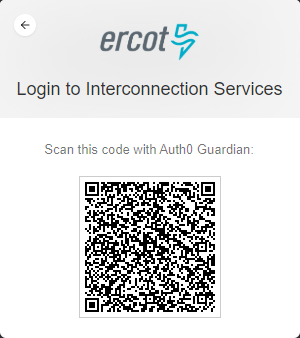 ercot
Login to Interconnection Services
Scan this code with Auth0 Guardian: